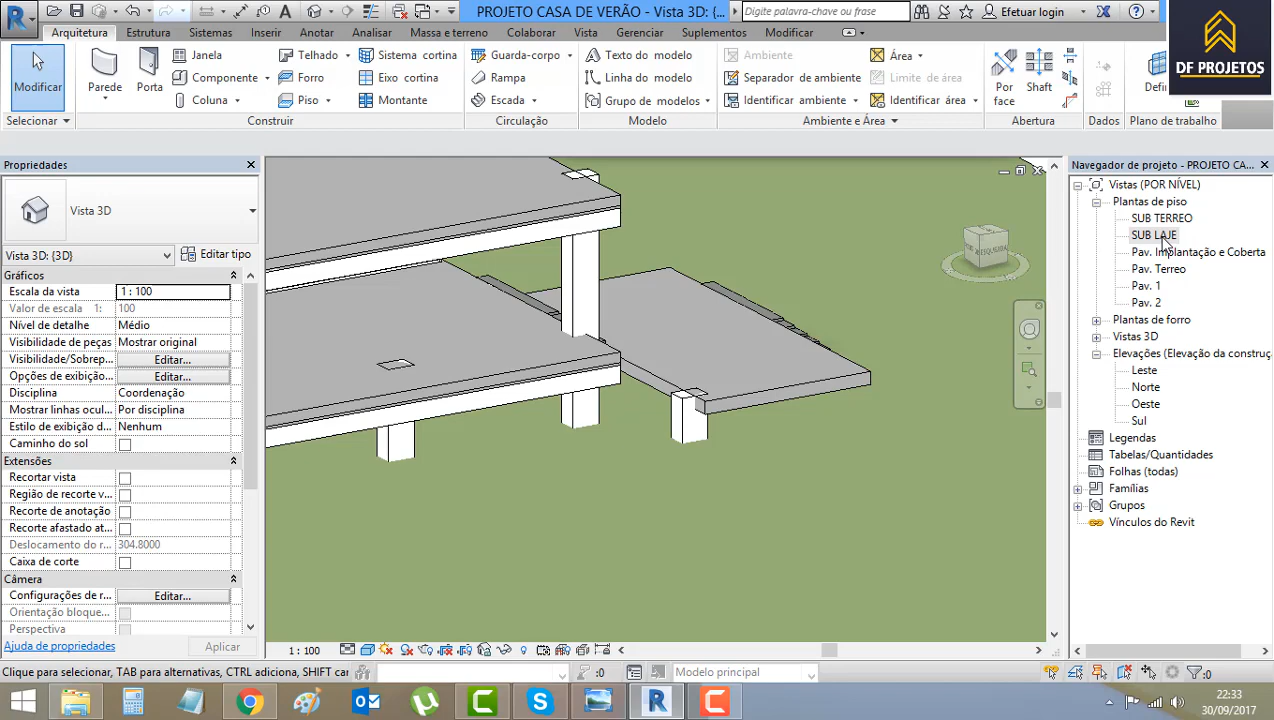 PROJETO CASA DE VERÃO - Vista 3D: {...
Digite palavra-chave ou frase
Efetuar login
Arquitetura Estrutura Sistemas Inserir Anotar Analisar Massa e terreno Colaborar Vista Gerenciar Suplementos Modificar
Modificar
Selecionar
Parede
Porta
Janela
Componente
Coluna
Telhado
Forro
Piso
Sistema cortina
Eixo cortina
Montante
Construir
Guarda-corpo
Rampa
Escada
Circulação
Texto do modelo
Linha do modelo
Grupo de modelos
Modelo
Ambiente
Separador de ambiente
Identificar ambiente
Área
Limite de área
Identificar área
Ambiente e Área
Por face
Shaft
Abertura
Dados
Defi
Plano de trabalho
DF PROJETOS
Propriedades
Vista 3D
Vista 3D: {3D}
Editar tipo
Gráficos
Escala da vista 1 : 100
Valor de escala 1: 100
Nível de detalhe Médio
Visibilidade de peças Mostrar original
Visibilidade/Sobrep... Editar...
Opções de exibição... Editar...
Disciplina Coordenação
Mostrar linhas ocul... Por disciplina
Estilo de exibição d... Nenhum
Caminho do sol
Extensões
Recortar vista
Região de recorte v...
Recorte de anotação
Recorte afastado at...
Deslocamento do r... 304.8000
Caixa de corte
Câmera
Configurações de r... Editar...
Orientação bloque...
Perspectiva
Ajuda de propriedades
Aplicar
1 : 100
Navegador de projeto - PROJETO CA...
Vistas (POR NÍVEL)
Plantas de piso
SUB TERREO
SUB LAJE
Pav. Implantação e Coberta
Pav. Terreo
Pav. 1
Pav. 2
Plantas de forro
Vistas 3D
Elevações (Elevação da construç
Leste
Norte
Oeste
Sul
Legendas
Tabelas/Quantidades
Folhas (todas)
Famílias
Grupos
Vínculos do Revit
Clique para selecionar, TAB para alternativas, CTRL adiciona, SHIFT car
:0
Modelo principal
:0
22:33
30/09/2017